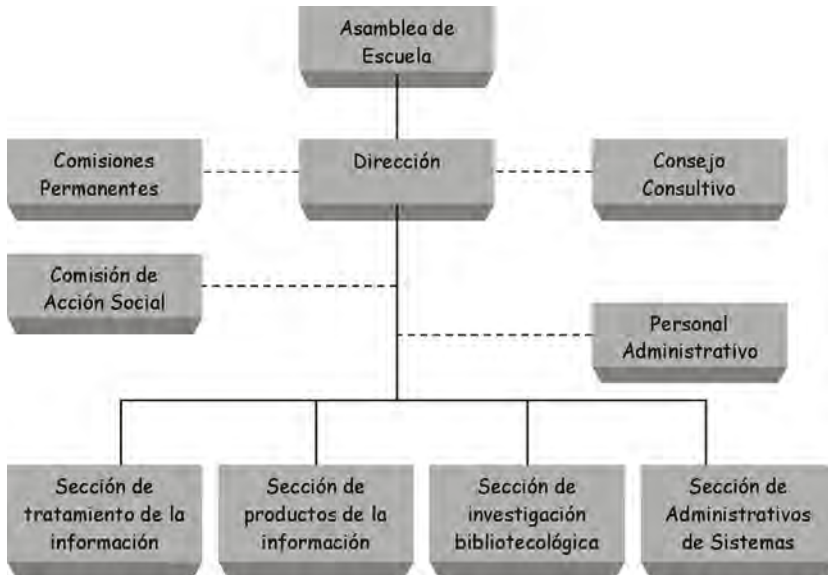 Asamblea de
Escuela
Comisiones
Permanentes
Dirección
Consejo
Consultivo
Comisión de
Acción Social
Personal
Administrativo
Sección de
tratamiento de la
información
Sección de
productos de la
información
Sección de
investigación
bibliotecológica
Sección de
Administrativos
de Sistemas